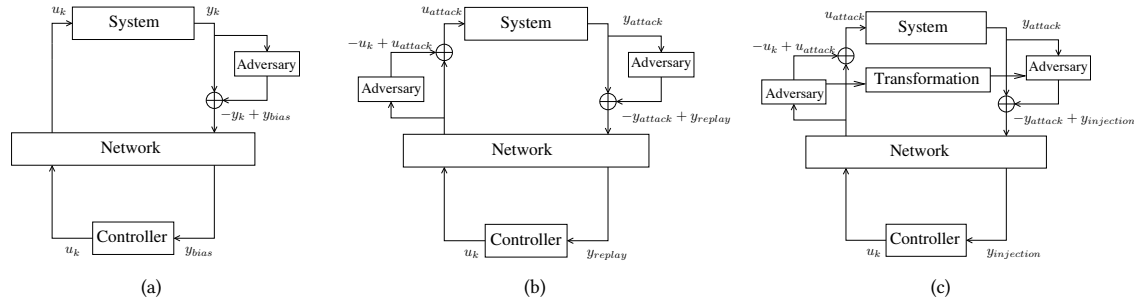 u_k
System
y_k
Adversary
−y_k + y_bias
Network
u_k
Controller
y_bias
(a)
u_attack
System
y_attack
−u_k + u_attack
Adversary
Adversary
−y_attack + y_replay
Network
u_k
Controller
y_replay
(b)
u_attack
System
y_attack
−u_k + u_attack
Transformation
Adversary
Adversary
−y_attack + y_injection
Network
u_k
Controller
y_injection
(c)